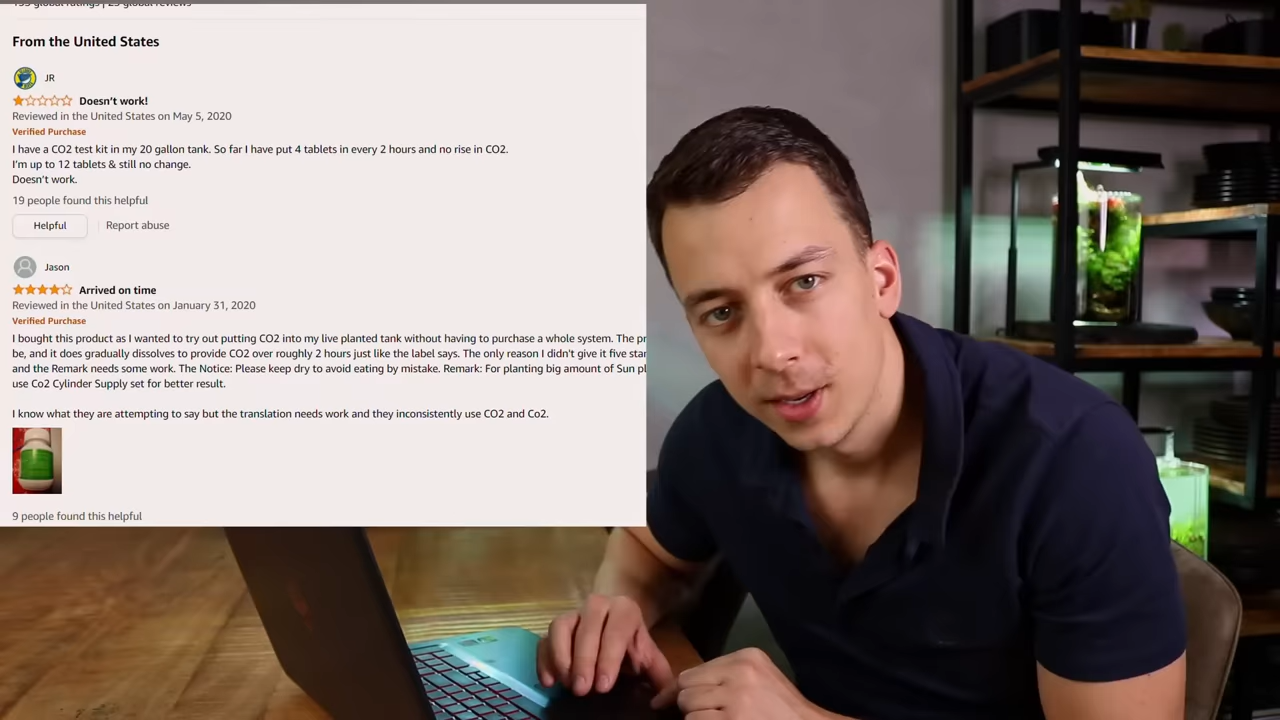 From the United States
JR
Doesn't work!
Reviewed in the United States on May 5, 2020
Verified Purchase
I have a CO2 test kit in my 20 gallon tank. So far I have put 4 tablets in every 2 hours and no rise in CO2.
I'm up to 12 tablets & still no change.
Doesn't work.
19 people found this helpful
Helpful
Report abuse
Jason
Arrived on time
Reviewed in the United States on January 31, 2020
Verified Purchase
I bought this product as I wanted to try out putting CO2 into my live planted tank without having to purchase a whole system. The pr
be, and it does gradually dissolves to provide CO2 over roughly 2 hours just like the label says. The only reason I didn't give it five star
and the Remark needs some work. The Notice: Please keep dry to avoid eating by mistake. Remark: For planting big amount of Sun pl
use Co2 Cylinder Supply set for better result.
I know what they are attempting to say but the translation needs work and they inconsistently use CO2 and Co2.
9 people found this helpful